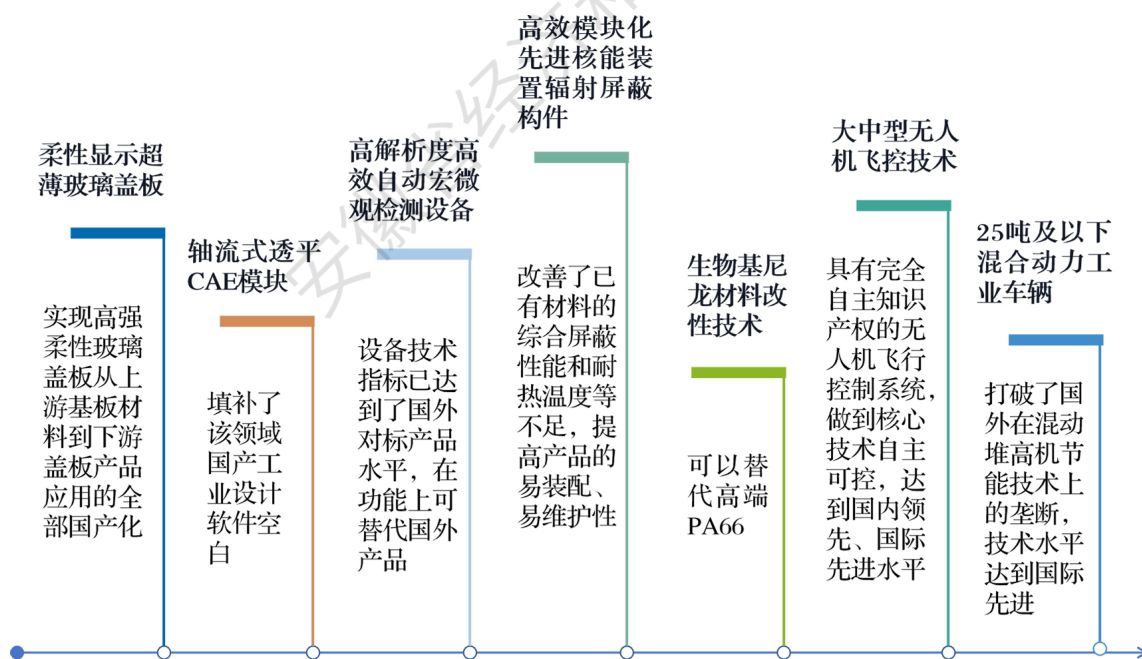 柔性显示超
薄玻璃盖板
实现高强
柔性玻璃
盖板从上
游基板材
料到下游
盖板产品
应用的全
部国产化
轴流式透平
CAE模块
填补了
该领域
国产工
业设计
软件空
白
高解析度高
效自动宏微
观检测设备
设备技术
指标已达
到了国外
对标产品
水平，在
功能上可
替代国外
产品
高效模块化
先进核能装
置辐射屏蔽
构件
改善了已
有材料的
综合屏蔽
性能和耐
热温度等
不足，提
高产品的
易装配、
易维护性
生物基尼
龙材料改
性技术
可以替
代高端
PA66
大中型无人
机飞控技术
具有完全
自主知识
产权的无
人机飞行
控制系统，
做到核心
技术自主
可控，达
到国内领
先、国际
先进水平
25吨及以下
混合动力工
业车辆
打破了国
外在混动
堆高机节
能技术上
的垄断，
技术水平
达到国际
先进
安徽省经济和